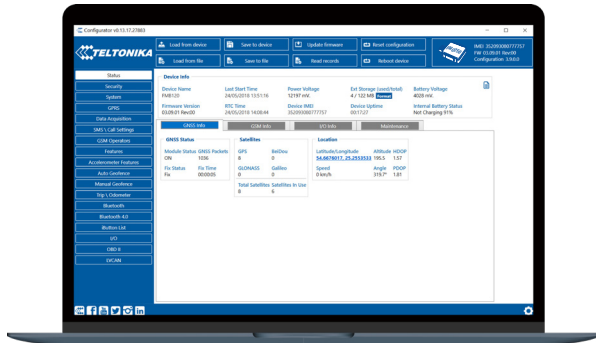 Configurator v0.13.17.27883
TELTONIKA
Load from device
Save to device
Update firmware
Reset configuration
Load from file
Save to file
Read records
Reboot device
IMEI 352093080777757
FW 03.09.01 Rev:00
Configuration 1.9.0.0
Status
Security
System
GPRS
Data Acquisition
SMS \ Call Settings
GSM Operators
Features
Accelerometer Features
Auto Geofence
Manual Geofence
Trip \ Odometer
Bluetooth
Bluetooth 4.0
iButton List
I/O
OBD II
LVCAN
Device Info
Device Name
FMB120
Last Start Time
24/05/2018 13:51:16
Power Voltage
12197 mV.
Ext Storage (used/total)
4 / 122 MB Format
Battery Voltage
4026 mV.
Firmware Version
03.09.01 Rev:00
RTC Time
24/05/2018 14:08:44
Device IMEI
352093080777757
Device Uptime
00:17:27
Internal Battery Status
Not Charging 91%
GNSS Info
GSM Info
I/O Info
Maintenance
GNSS Status
Module Status GNSS Packets
ON 1036
Fix Status Fix Time
Fix 00:00:05
Satellites
GPS BeiDou
8 0
GLONASS Galileo
0 0
Total Satellites Satellites In Use
8 6
Location
Latitude/Longitude Altitude HDOP
54.6678017, 25.2553533 195.5 1.57
Speed Angle PDOP
0 km/h 319.7° 1.81